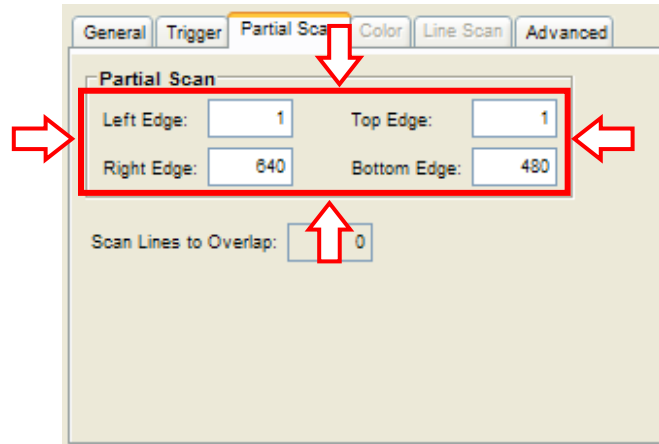 General Trigger Partial Scan Color Line Scan Advanced
Partial Scan
Left Edge: 1 Top Edge: 1
Right Edge: 640 Bottom Edge: 480
Scan Lines to Overlap: 0